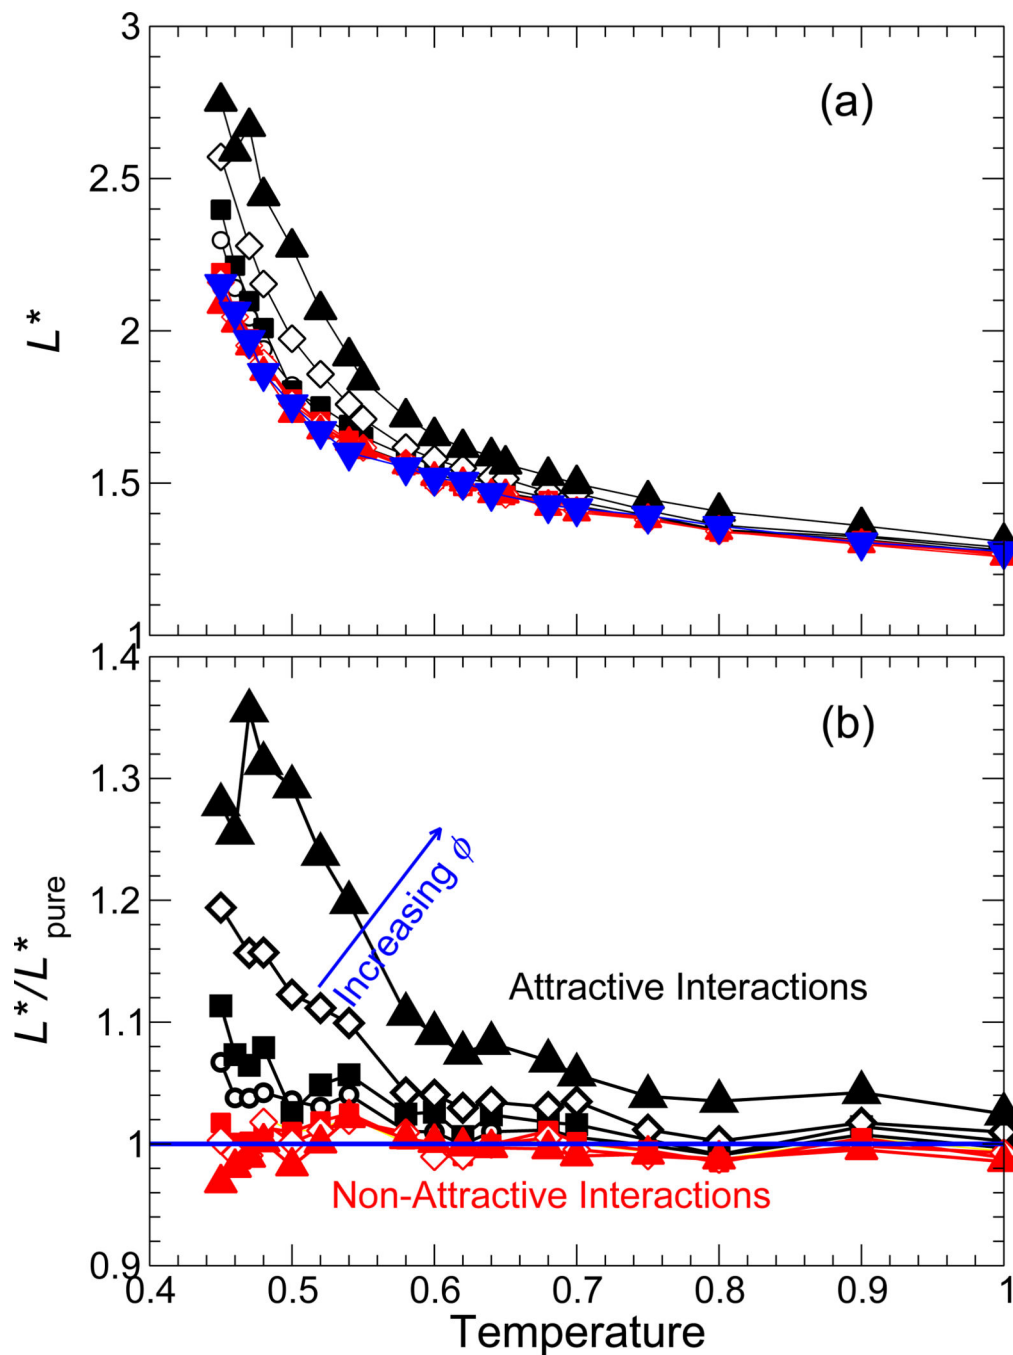 3
(a)
2.5
L*
2
1.5
1
1.4
(b)
1.3
1.2
Increasing ϕ
L*/L*pure
Attractive Interactions
1.1
1
Non-Attractive Interactions
0.9
0.4 0.5 0.6 0.7 0.8 0.9 1
Temperature